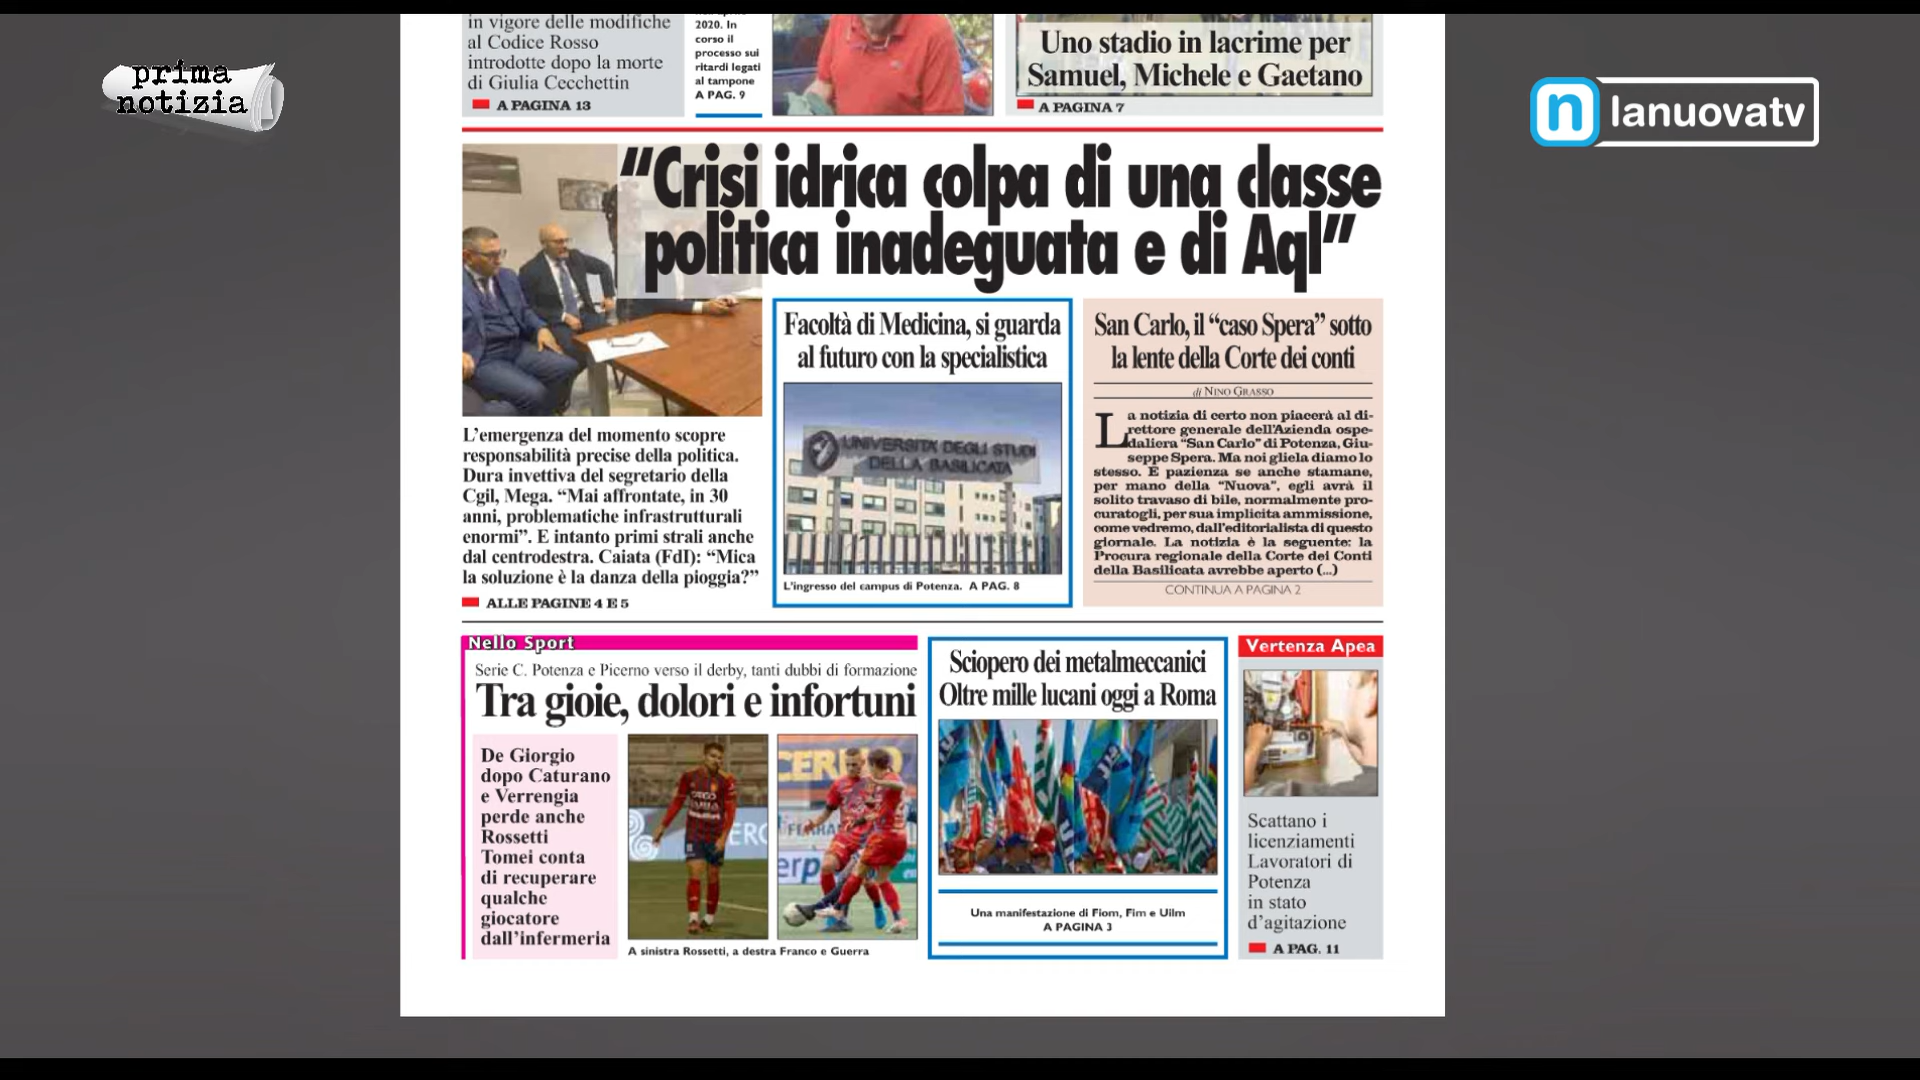 prima
notizia
lanuovatv
in vigore delle modifiche
al Codice Rosso
introdotte dopo la morte
di Giulia Cecchettin
A PAGINA 13
2020. In
corso il
processo sui
ritardi legati
al tampone
A PAG. 9
Uno stadio in lacrime per
Samuel, Michele e Gaetano
A PAGINA 7
“Crisi idrica colpa di una classe
politica inadeguata e di Aql”
L’emergenza del momento scopre
responsabilità precise della politica.
Dura invettiva del segretario della
Cgil, Mega. “Mai affrontate, in 30
anni, problematiche infrastrutturali
enormi”. E intanto primi strali anche
dal centrodestra. Caiata (FdI): “Mica
la soluzione è la danza della pioggia?”
ALLE PAGINE 4 E 5
Facoltà di Medicina, si guarda
al futuro con la specialistica
UNIVERSITÀ DEGLI STUDI
DELLA BASILICATA
L’ingresso del campus di Potenza. A PAG. 8
San Carlo, il “caso Spera” sotto
la lente della Corte dei conti
di NINO GRASSO
La notizia di certo non piacerà al di-
rettore generale dell’Azienda ospe-
daliera “San Carlo” di Potenza, Giu-
seppe Spera. Ma noi gliela diamo lo
stesso. E pazienza se anche stamane,
per mano della “Nuova”, egli avrà il
solito travaso di bile, normalmente pro-
curatogli, per sua implicita ammissione,
come vedremo, dall’editorialista di questo
giornale. La notizia è la seguente: la
Procura regionale della Corte dei Conti
della Basilicata avrebbe aperto (...)
CONTINUA A PAGINA 2
Nello Sport
Serie C. Potenza e Picerno verso il derby, tanti dubbi di formazione
Tra gioie, dolori e infortuni
De Giorgio
dopo Caturano
e Verrengia
perde anche
Rossetti
Tomei conta
di recuperare
qualche
giocatore
dall’infermeria
A sinistra Rossetti, a destra Franco e Guerra
Sciopero dei metalmeccanici
Oltre mille lucani oggi a Roma
Una manifestazione di Fiom, Fim e Uilm
A PAGINA 3
Vertenza Apea
Scattano i
licenziamenti
Lavoratori di
Potenza
in stato
d’agitazione
A PAG. 11